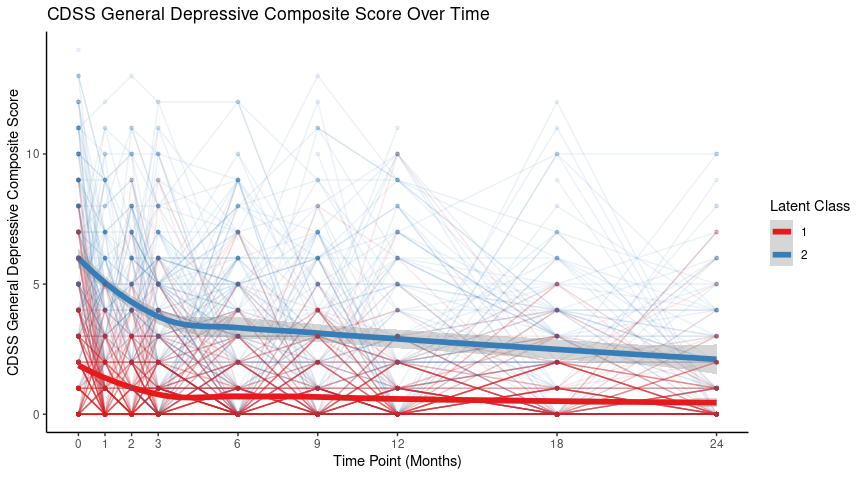 CDSS General Depressive Composite Score Over Time
CDSS General Depressive Composite Score
10
5
0
0 1 2 3 6 9 12 18 24
Time Point (Months)
Latent Class
1
2